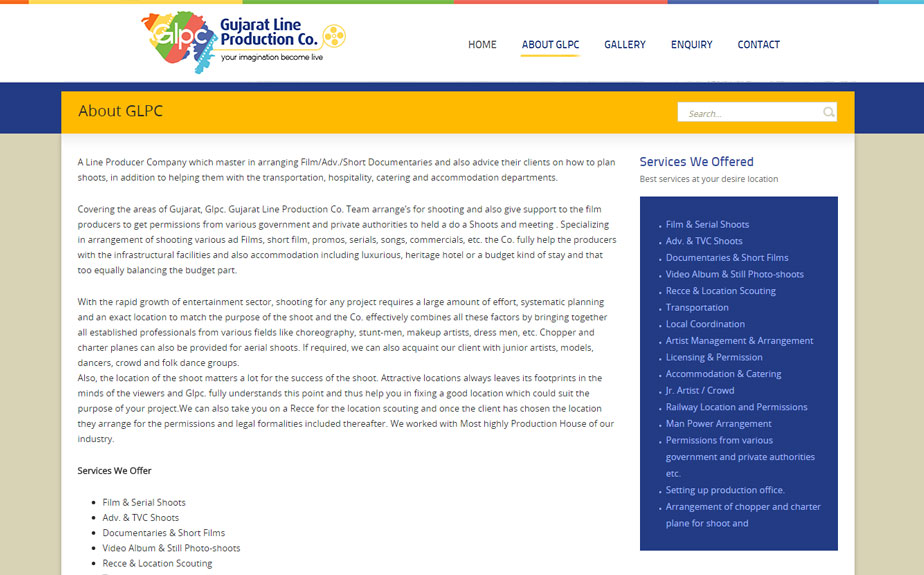 Glpc
Gujarat Line
Production Co.
your imagination become live
HOME
ABOUT GLPC
GALLERY
ENQUIRY
CONTACT
About GLPC
Search...
A Line Producer Company which master in arranging Film/Adv./Short Documentaries and also advice their clients on how to plan
shoots, in addition to helping them with the transportation, hospitality, catering and accommodation departments.
Covering the areas of Gujarat, Glpc. Gujarat Line Production Co. Team arrange's for shooting and also give support to the film
producers to get permissions from various government and private authorities to held a do a Shoots and meeting . Specializing
in arrangement of shooting various ad Films, short film, promos, serials, songs, commercials, etc. the Co. fully help the producers
with the infrastructural facilities and also accommodation including luxurious, heritage hotel or a budget kind of stay and that
too equally balancing the budget part.
With the rapid growth of entertainment sector, shooting for any project requires a large amount of effort, systematic planning
and an exact location to match the purpose of the shoot and the Co. effectively combines all these factors by bringing together
all established professionals from various fields like choreography, stunt-men, makeup artists, dress men, etc. Chopper and
charter planes can also be provided for aerial shoots. If required, we can also acquaint our client with junior artists, models,
dancers, crowd and folk dance groups.
Also, the location of the shoot matters a lot for the success of the shoot. Attractive locations always leaves its footprints in the
minds of the viewers and Glpc. fully understands this point and thus help you in fixing a good location which could suit the
purpose of your project.We can also take you on a Recce for the location scouting and once the client has chosen the location
they arrange for the permissions and legal formalities included thereafter. We worked with Most highly Production House of our
industry.
Services We Offer
• Film & Serial Shoots
• Adv. & TVC Shoots
• Documentaries & Short Films
• Video Album & Still Photo-shoots
• Recce & Location Scouting
Services We Offered
Best services at your desire location
• Film & Serial Shoots
• Adv. & TVC Shoots
• Documentaries & Short Films
• Video Album & Still Photo-shoots
• Recce & Location Scouting
• Transportation
• Local Coordination
• Artist Management & Arrangement
• Licensing & Permission
• Accommodation & Catering
• Jr. Artist / Crowd
• Railway Location and Permissions
• Man Power Arrangement
• Permissions from various
government and private authorities
etc.
• Setting up production office.
• Arrangement of chopper and charter
plane for shoot and